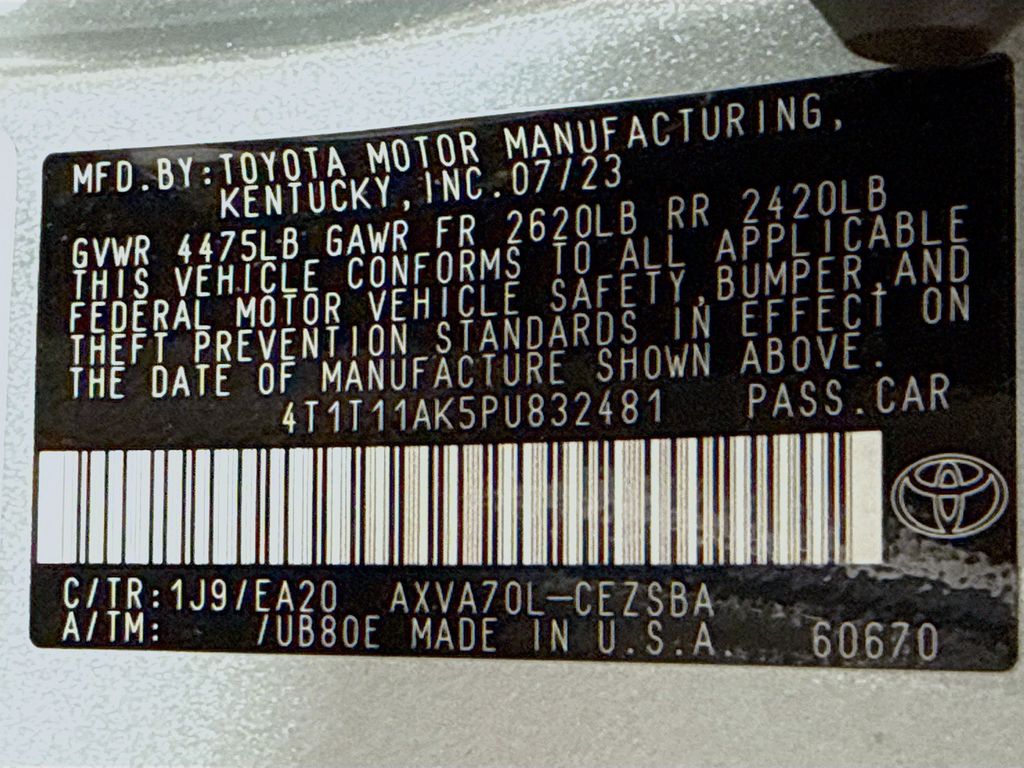 MFD.BY:TOYOTA MOTOR MANUFACTURING,
KENTUCKY,INC.07/23
GVWR 4475LB GAWR FR 2620LB RR 2420LB
THIS VEHICLE CONFORMS TO ALL APPLICABLE
FEDERAL MOTOR VEHICLE SAFETY,BUMPER,AND
THEFT PREVENTION STANDARDS IN EFFECT ON
THE DATE OF MANUFACTURE SHOWN ABOVE.
4T1T11AK5PU832481 PASS.CAR
C/TR:1J9/EA20 AXVA70L-CEZSBA
A/TM: /UB80E MADE IN U.S.A. 60670